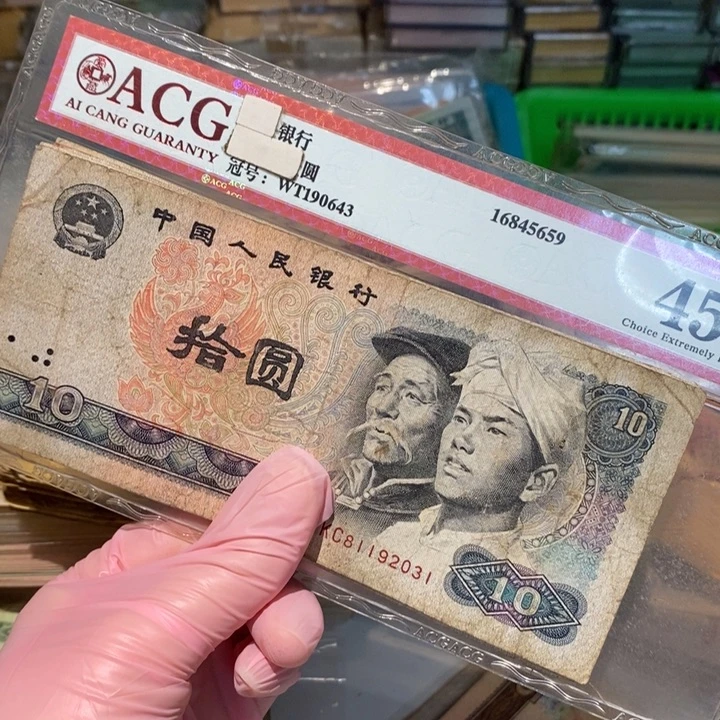 ACG
AI CANG GUARANTY
银行
圆
冠号：WT190643
16845659
45
Choice Extremely
中国人民银行
拾圆
10
10
KC81192031
10